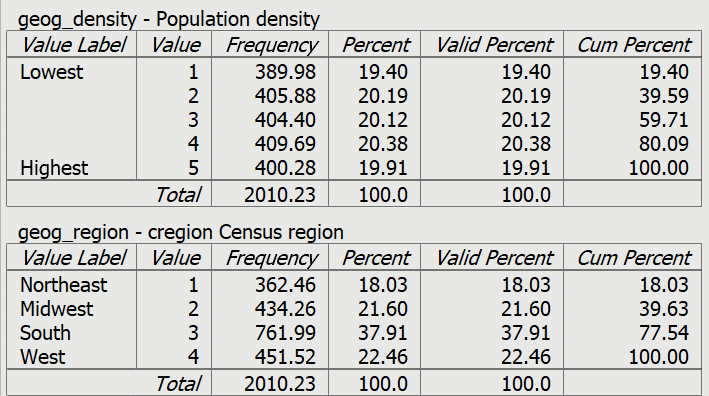 geog_density - Population density
Value Label Value Frequency Percent Valid Percent Cum Percent
Lowest 1 389.98 19.40 19.40 19.40
2 405.88 20.19 20.19 39.59
3 404.40 20.12 20.12 59.71
4 409.69 20.38 20.38 80.09
Highest 5 400.28 19.91 19.91 100.00
Total 2010.23 100.0 100.0
geog_region - cregion Census region
Value Label Value Frequency Percent Valid Percent Cum Percent
Northeast 1 362.46 18.03 18.03 18.03
Midwest 2 434.26 21.60 21.60 39.63
South 3 761.99 37.91 37.91 77.54
West 4 451.52 22.46 22.46 100.00
Total 2010.23 100.0 100.0